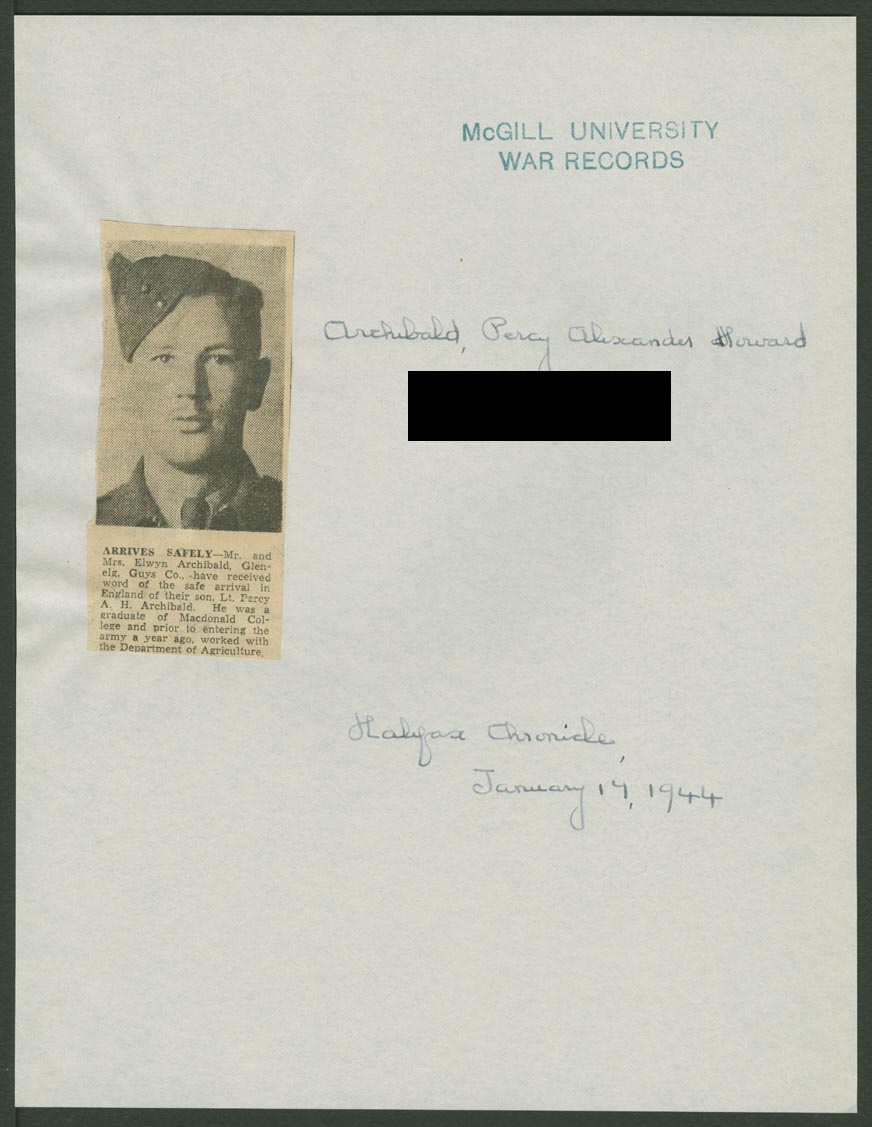 McGILL UNIVERSITY
WAR RECORDS
Archibald, Percy Alexander Howard
ARRIVES SAFELY—Mr. and
Mrs. Elwyn Archibald, Glen-
elg, Guys Co., have received
word of the safe arrival in
England of their son, Lt. Percy
A. H. Archibald. He was a
graduate of Macdonald Col-
lege and prior to entering the
army a year ago, worked with
the Department of Agriculture.
Halifax Chronicle,
January 1944